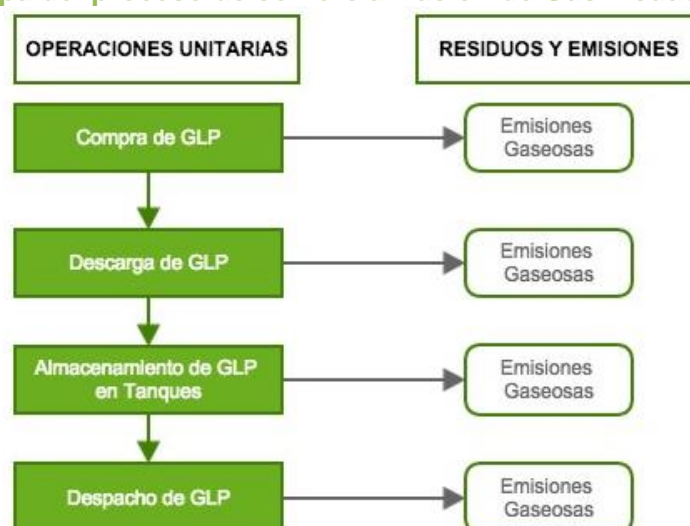 OPERACIONES UNITARIAS
RESIDUOS Y EMISIONES
Compra de GLP
Emisiones
Gaseosas
Descarga de GLP
Emisiones
Gaseosas
Almacenamiento de GLP
en Tanques
Emisiones
Gaseosas
Despacho de GLP
Emisiones
Gaseosas